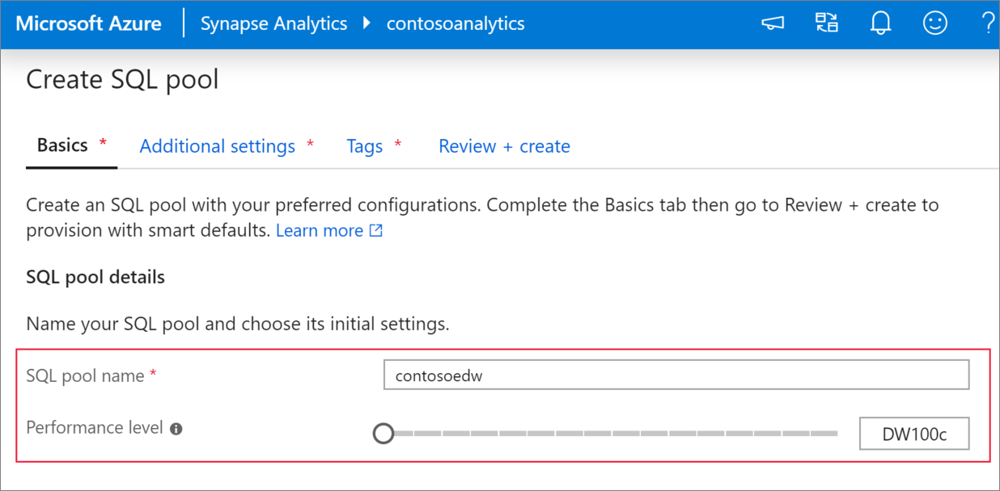 Microsoft Azure Synapse Analytics contosoanalytics ?
Create SQL pool
Basics * Additional settings * Tags * Review + create
Create an SQL pool with your preferred configurations. Complete the Basics tab then go to Review + create to
provision with smart defaults. Learn more
SQL pool details
Name your SQL pool and choose its initial settings.
SQL pool name * contosoedw
Performance level DW100c